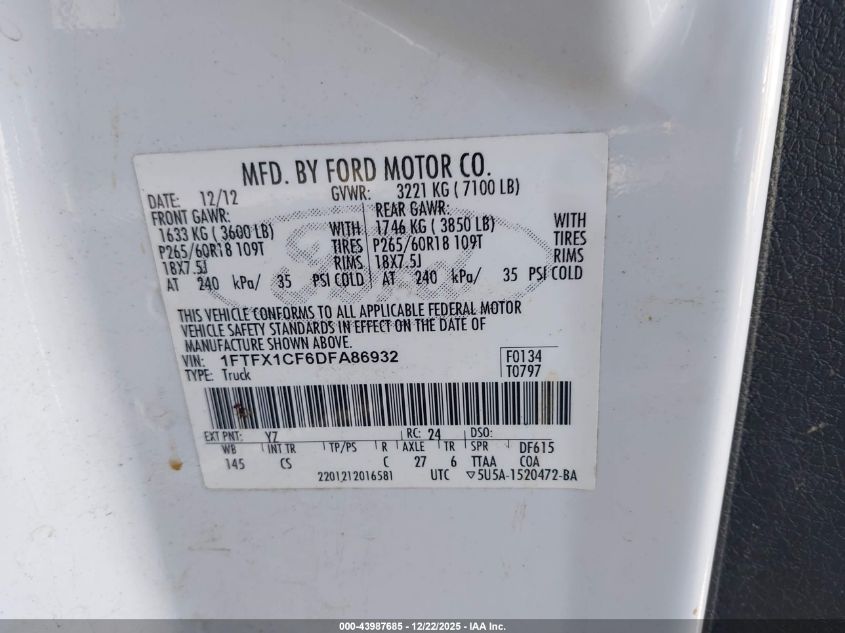 MFD. BY FORD MOTOR CO.
DATE: 12/12 GVWR: 3221 KG ( 7100 LB)
FRONT GAWR: REAR GAWR:
1633 KG ( 3600 LB) WITH 1746 KG ( 3850 LB) WITH
P265/60R18 109T TIRES P265/60R18 109T TIRES
18X7.5J RIMS 18X7.5J RIMS
AT 240 kPa/ 35 PSI COLD AT 240 kPa/ 35 PSI COLD
Ford
THIS VEHICLE CONFORMS TO ALL APPLICABLE FEDERAL MOTOR
VEHICLE SAFETY STANDARDS IN EFFECT ON THE DATE OF
MANUFACTURE SHOWN ABOVE.
VIN: 1FTFX1CF6DFA86932 F0134
TYPE: Truck T0797
EXT PNT: YZ RC: 24 DSO:
WB INT TR TP/PS R AXLE TR SPR DF615
145 CS C 27 6 TTAA COA
2201212016581 UTC ▽5U5A-1520472-BA
000-43987685 - 12/22/2025 - IAA Inc.